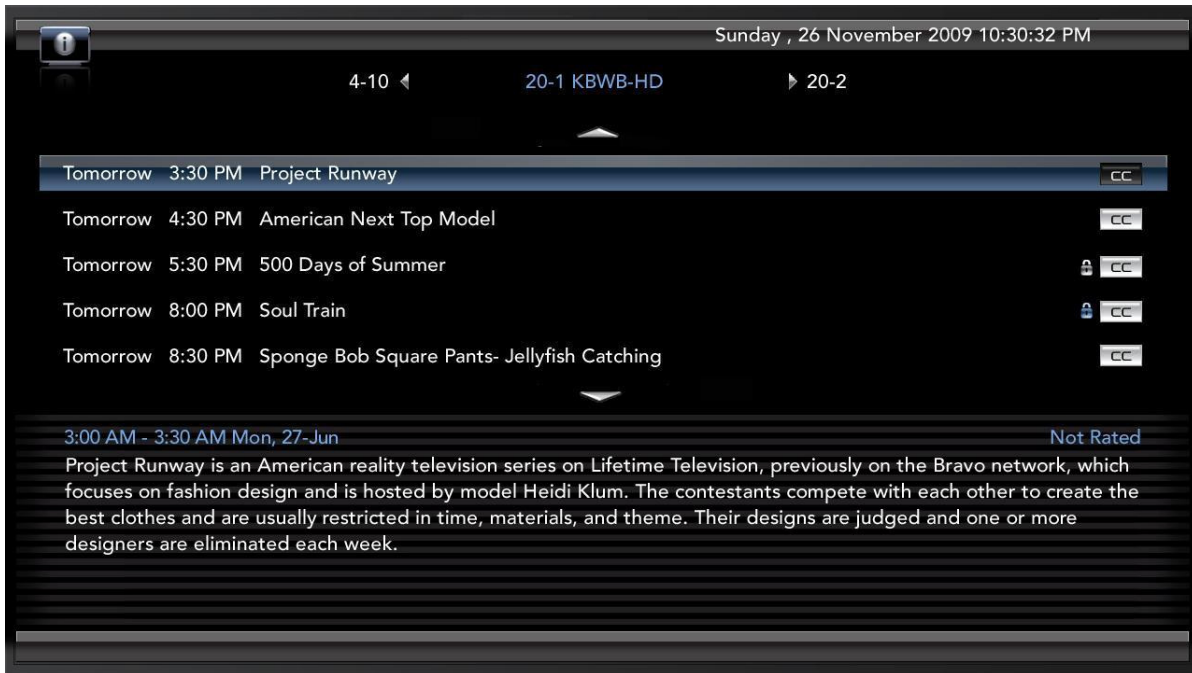 i
Sunday , 26 November 2009 10:30:32 PM
4-10 20-1 KBWB-HD 20-2
Tomorrow 3:30 PM Project Runway CC
Tomorrow 4:30 PM American Next Top Model CC
Tomorrow 5:30 PM 500 Days of Summer CC
Tomorrow 8:00 PM Soul Train CC
Tomorrow 8:30 PM Sponge Bob Square Pants- Jellyfish Catching CC
3:00 AM - 3:30 AM Mon, 27-Jun Not Rated
Project Runway is an American reality television series on Lifetime Television, previously on the Bravo network, which
focuses on fashion design and is hosted by model Heidi Klum. The contestants compete with each other to create the
best clothes and are usually restricted in time, materials, and theme. Their designs are judged and one or more
designers are eliminated each week.